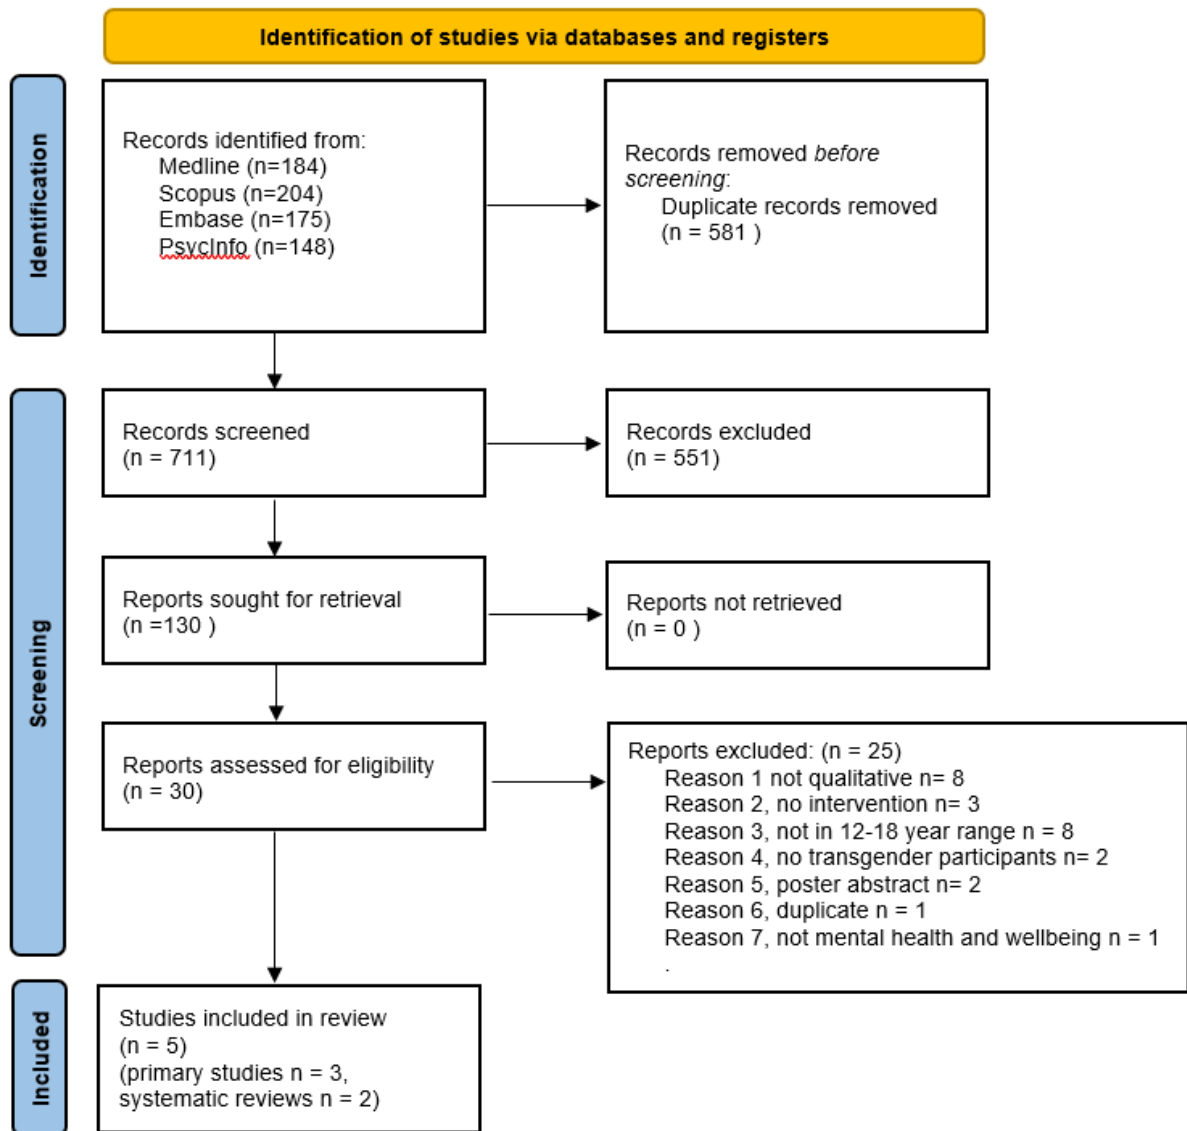 Identification of studies via databases and registers
Identification
Records identified from:
Medline (n=184)
Scopus (n=204)
Embase (n=175)
PsycInfo (n=148)
Records removed before
screening:
Duplicate records removed
(n = 581 )
Screening
Records screened
(n = 711)
Records excluded
(n = 551)
Reports sought for retrieval
(n =130 )
Reports not retrieved
(n = 0 )
Reports assessed for eligibility
(n = 30)
Reports excluded: (n = 25)
Reason 1 not qualitative n= 8
Reason 2, no intervention n= 3
Reason 3, not in 12-18 year range n = 8
Reason 4, no transgender participants n= 2
Reason 5, poster abstract n= 2
Reason 6, duplicate n = 1
Reason 7, not mental health and wellbeing n = 1
.
Included
Studies included in review
(n = 5)
(primary studies n = 3,
systematic reviews n = 2)